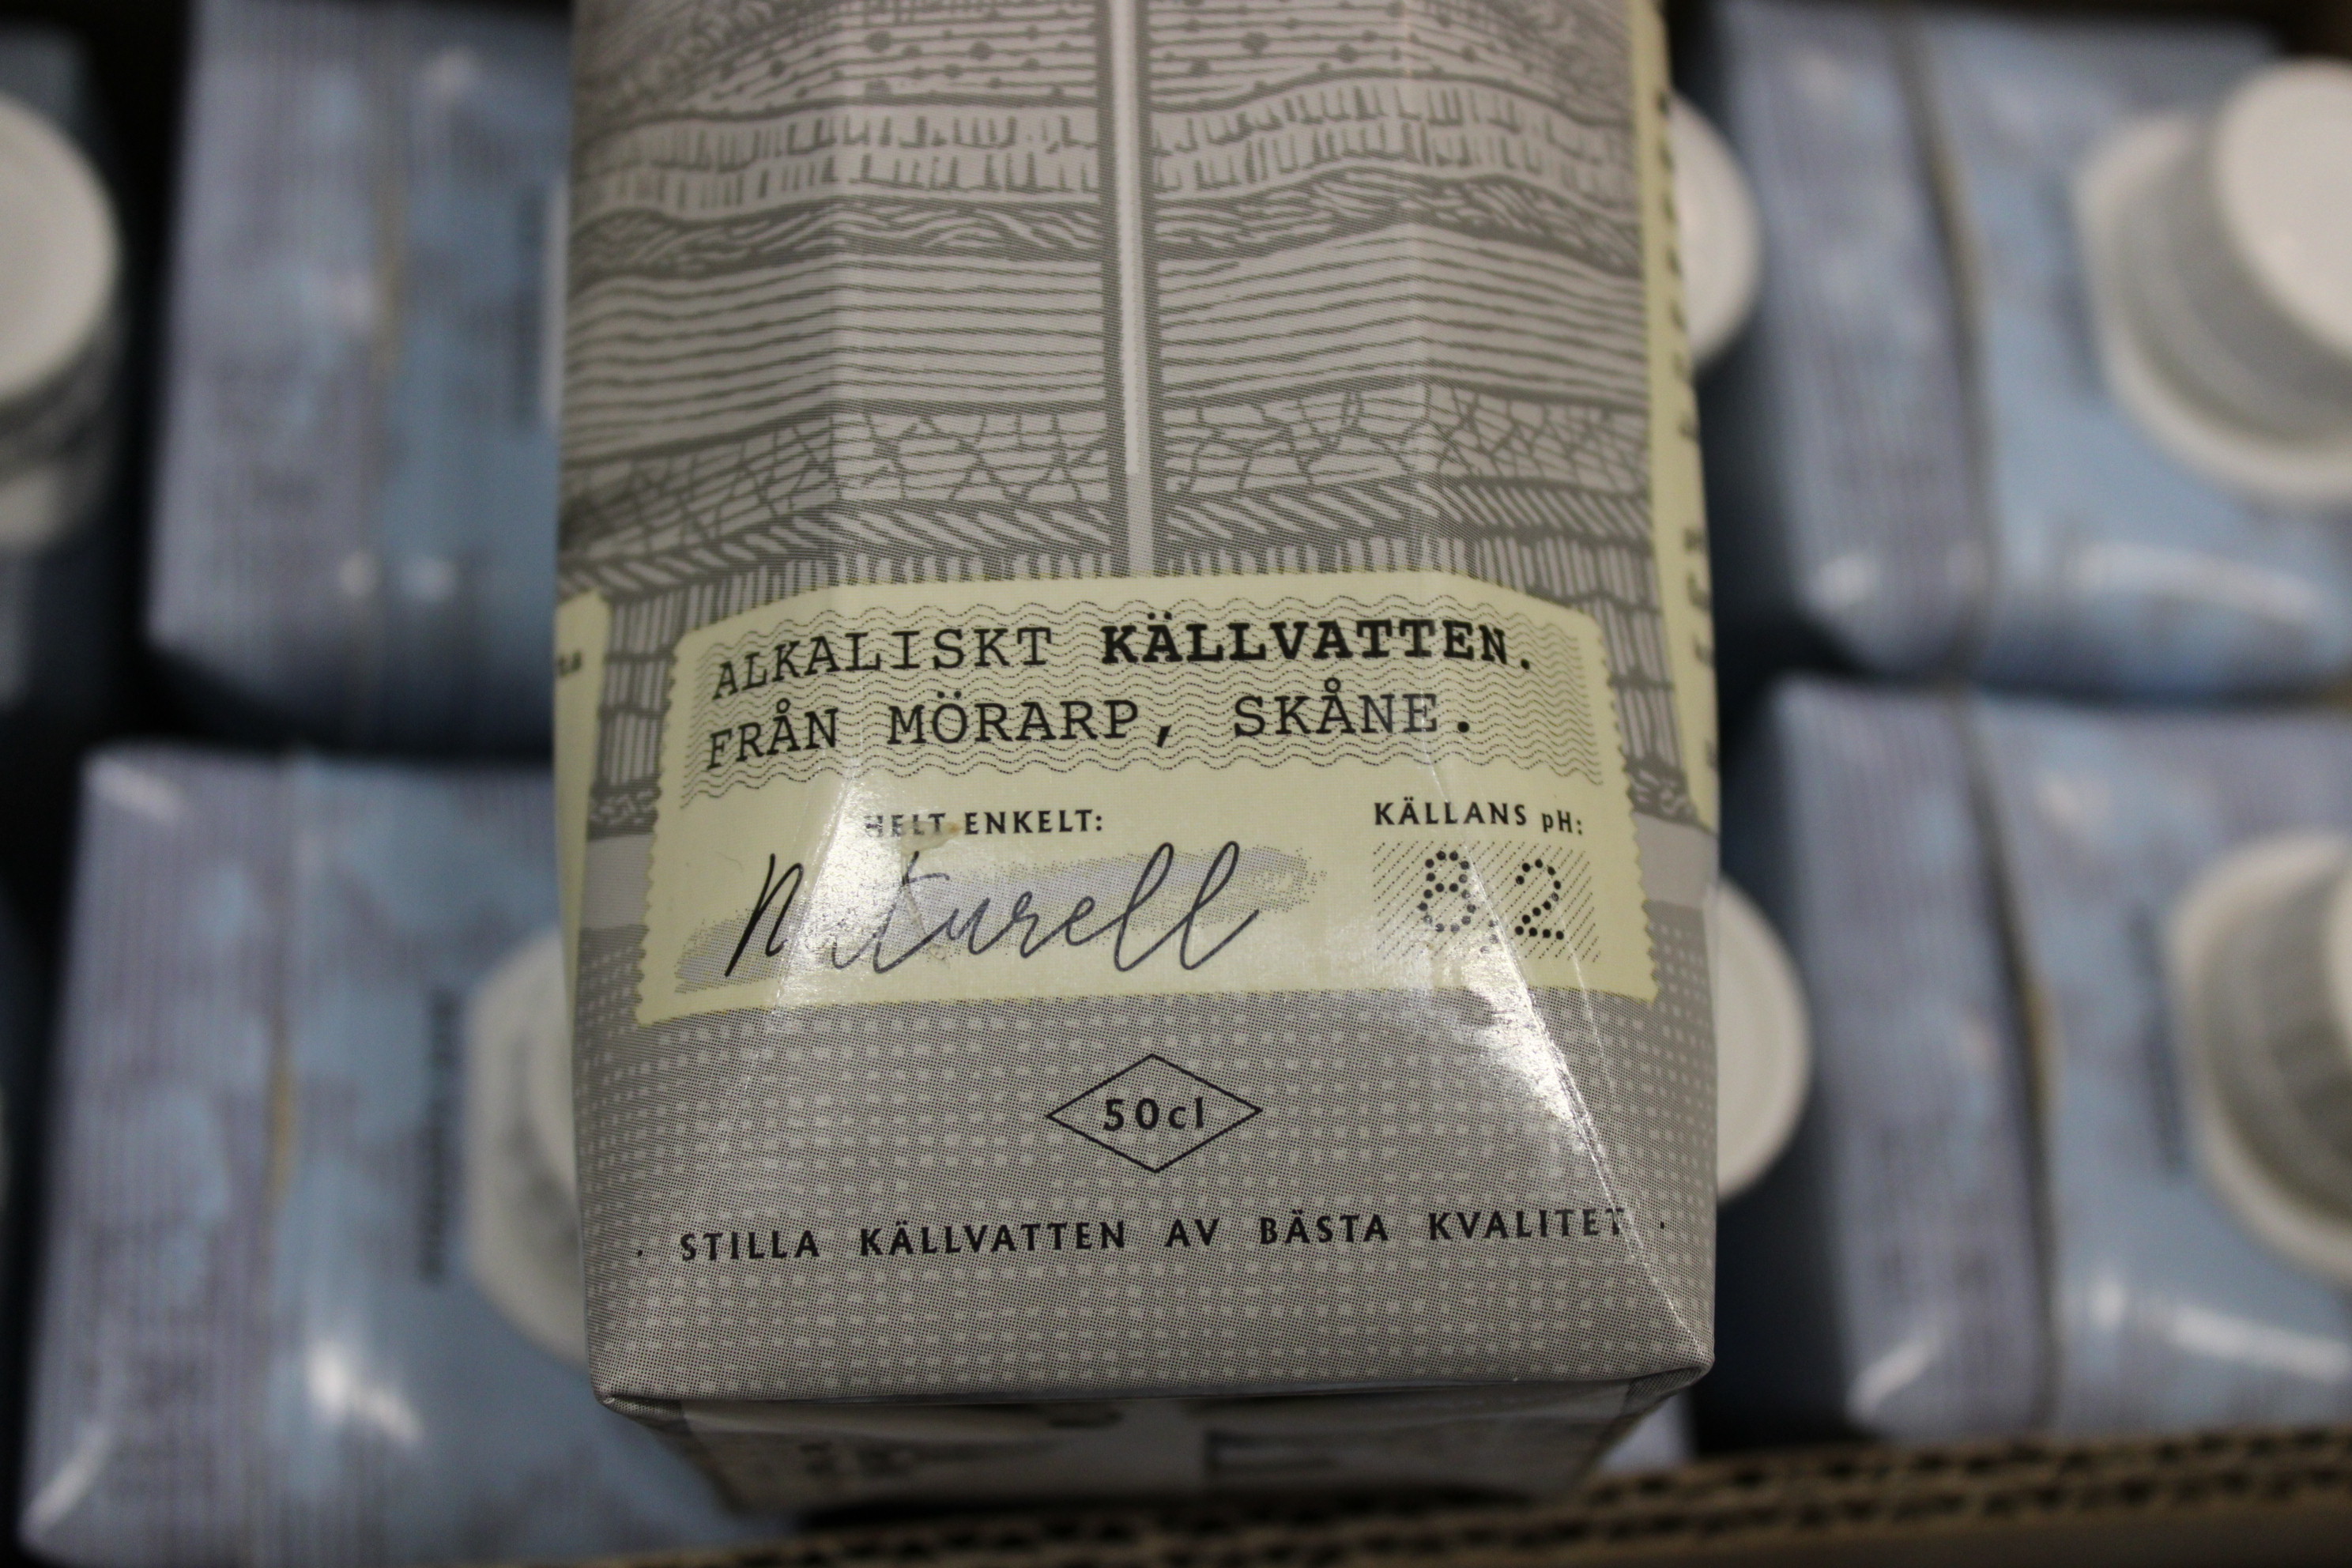 ALKALISKT KÄLLVATTEN.
FRÅN MÖRARP, SKÅNE.
HELT ENKELT:
Naturell
KÄLLANS pH:
8,2
50cl
· STILLA KÄLLVATTEN AV BÄSTA KVALITET ·